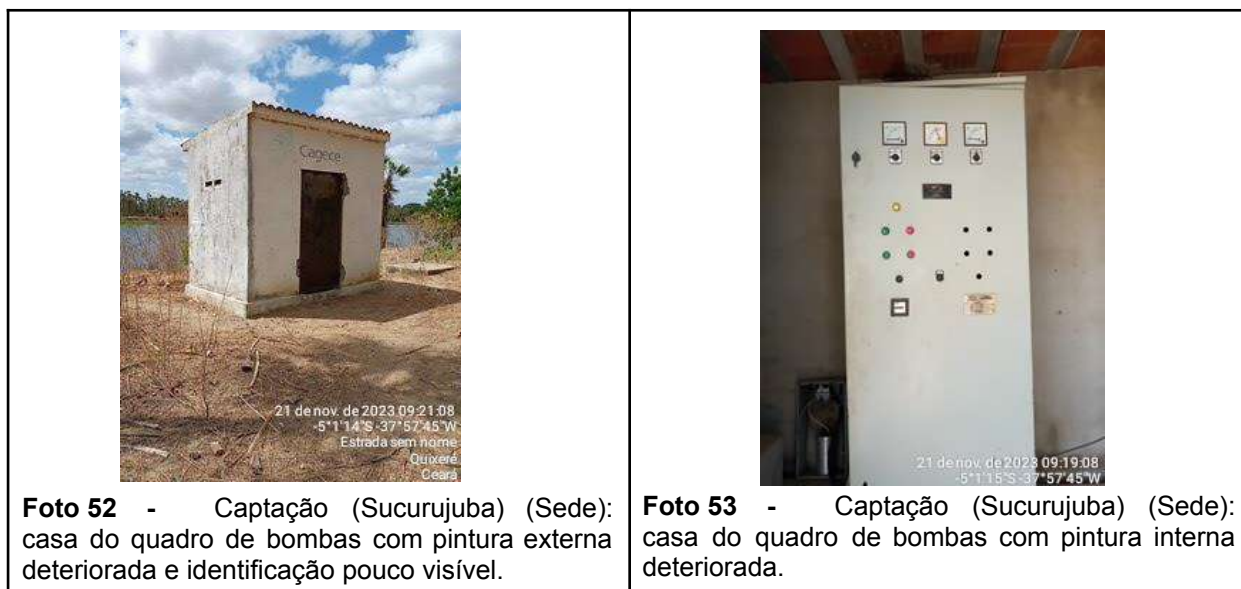 Cagece
21 de nov. de 2023 09:21:08
-5°1'14"S -37°57'45"W
Estrada sem nome
Quixeré
Ceará
Foto 52 - Captação (Sucurujuba) (Sede):
casa do quadro de bombas com pintura externa
deteriorada e identificação pouco visível.
21 de nov. de 2023 09:19:08
-5°1'15"S -37°57'45"W
Foto 53 - Captação (Sucurujuba) (Sede):
casa do quadro de bombas com pintura interna
deteriorada.